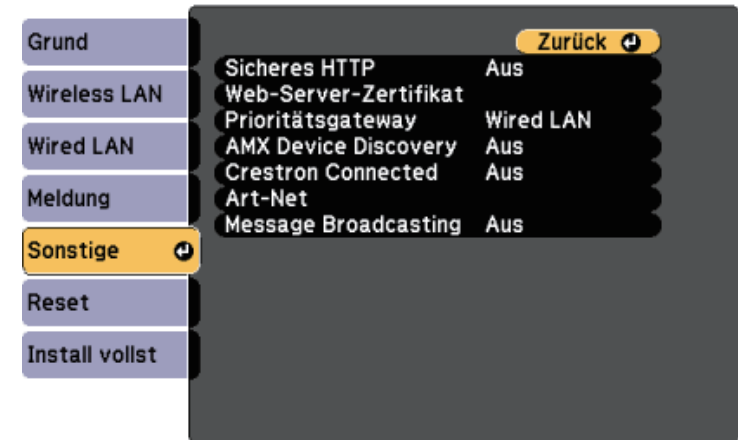 Grund
Wireless LAN
Wired LAN
Meldung
Sonstige
Reset
Install vollst
Zurück
Sicheres HTTP Aus
Web-Server-Zertifikat
Prioritätsgateway Wired LAN
AMX Device Discovery Aus
Crestron Connected Aus
Art-Net
Message Broadcasting Aus